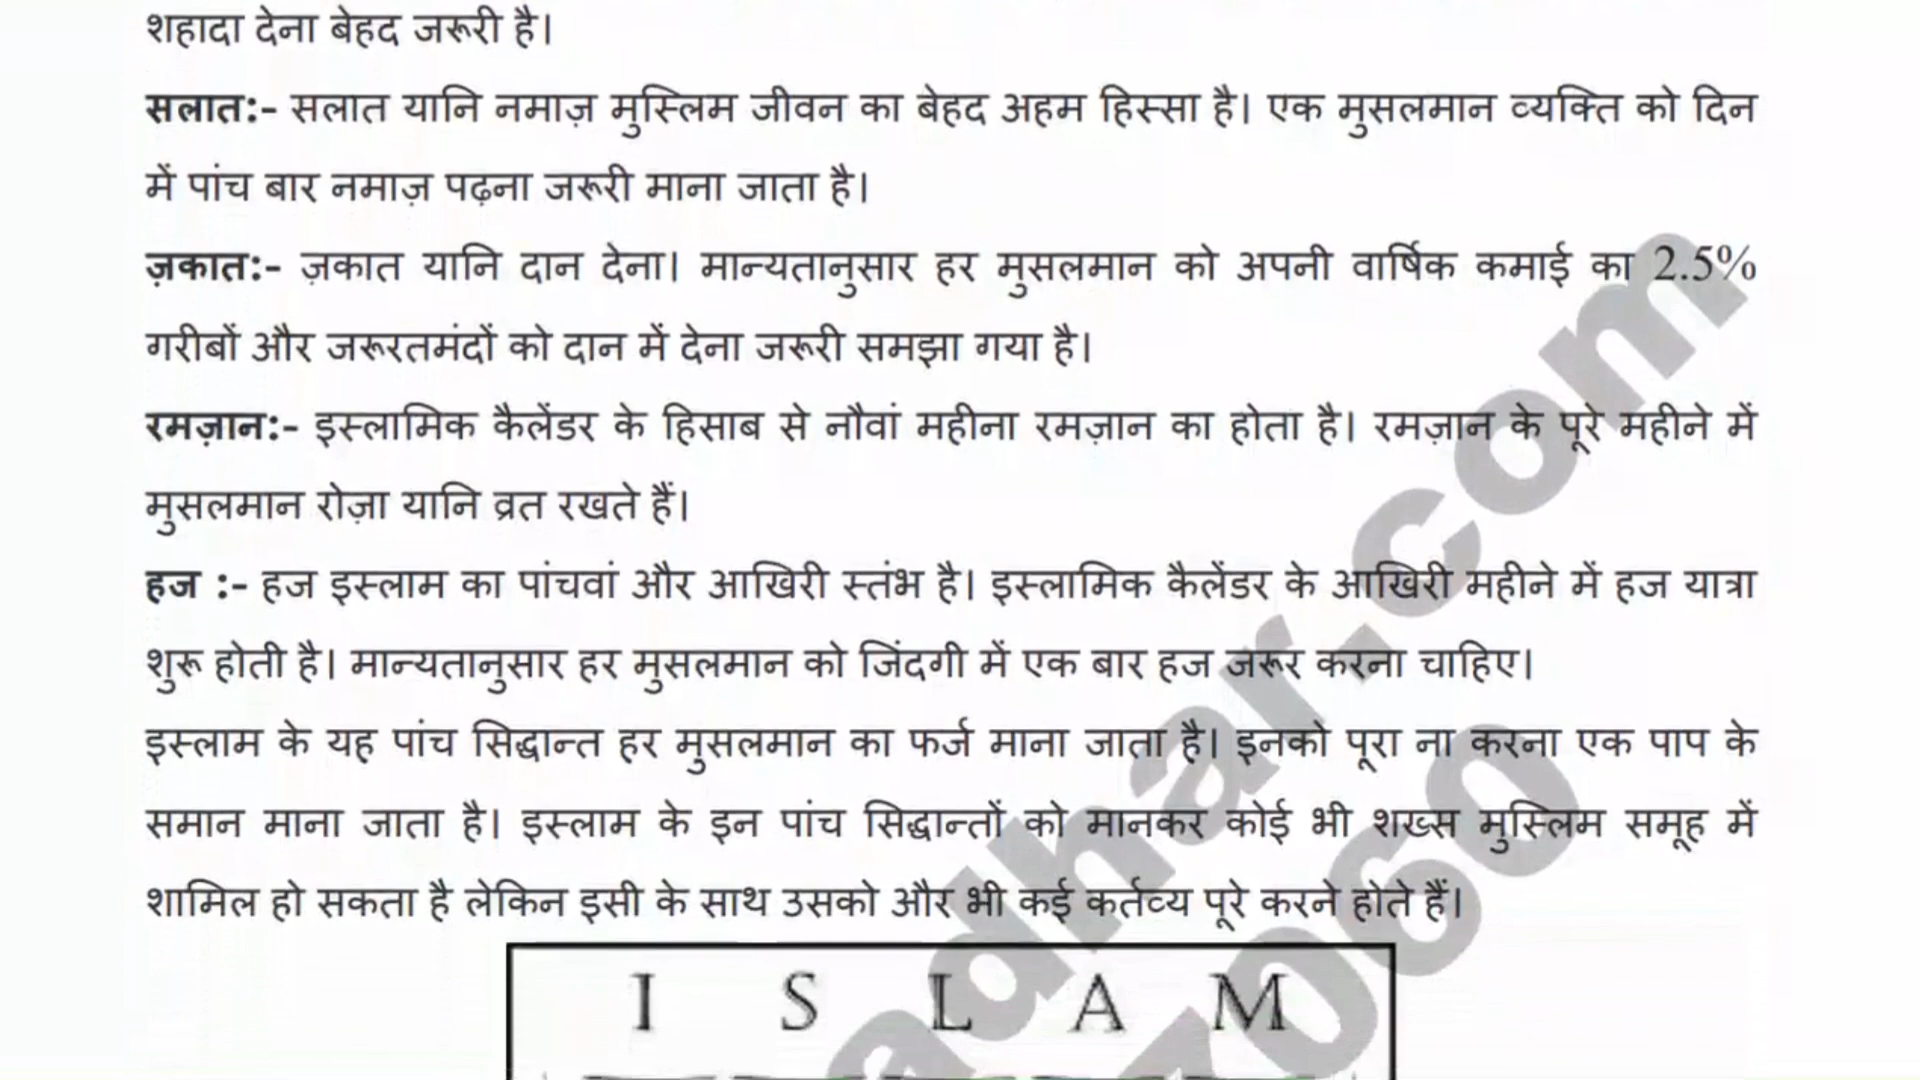 शहादा देना बेहद जरूरी है।
सलात:- सलात यानि नमाज़ मुस्लिम जीवन का बेहद अहम हिस्सा है। एक मुसलमान व्यक्ति को दिन
में पांच बार नमाज़ पढ़ना जरूरी माना जाता है।
ज़कात:- ज़कात यानि दान देना। मान्यतानुसार हर मुसलमान को अपनी वार्षिक कमाई का 2.5%
गरीबों और जरूरतमंदों को दान में देना जरूरी समझा गया है।
रमज़ान:- इस्लामिक कैलेंडर के हिसाब से नौवां महीना रमज़ान का होता है। रमज़ान के पूरे महीने में
मुसलमान रोज़ा यानि व्रत रखते हैं।
हज :- हज इस्लाम का पांचवां और आखिरी स्तंभ है। इस्लामिक कैलेंडर के आखिरी महीने में हज यात्रा
शुरू होती है। मान्यतानुसार हर मुसलमान को जिंदगी में एक बार हज जरूर करना चाहिए।
इस्लाम के यह पांच सिद्धान्त हर मुसलमान का फर्ज माना जाता है। इनको पूरा ना करना एक पाप के
समान माना जाता है। इस्लाम के इन पांच सिद्धान्तों को मानकर कोई भी शख्स मुस्लिम समूह में
शामिल हो सकता है लेकिन इसी के साथ उसको और भी कई कर्तव्य पूरे करने होते हैं।
I S L A M
adhar.com
7060